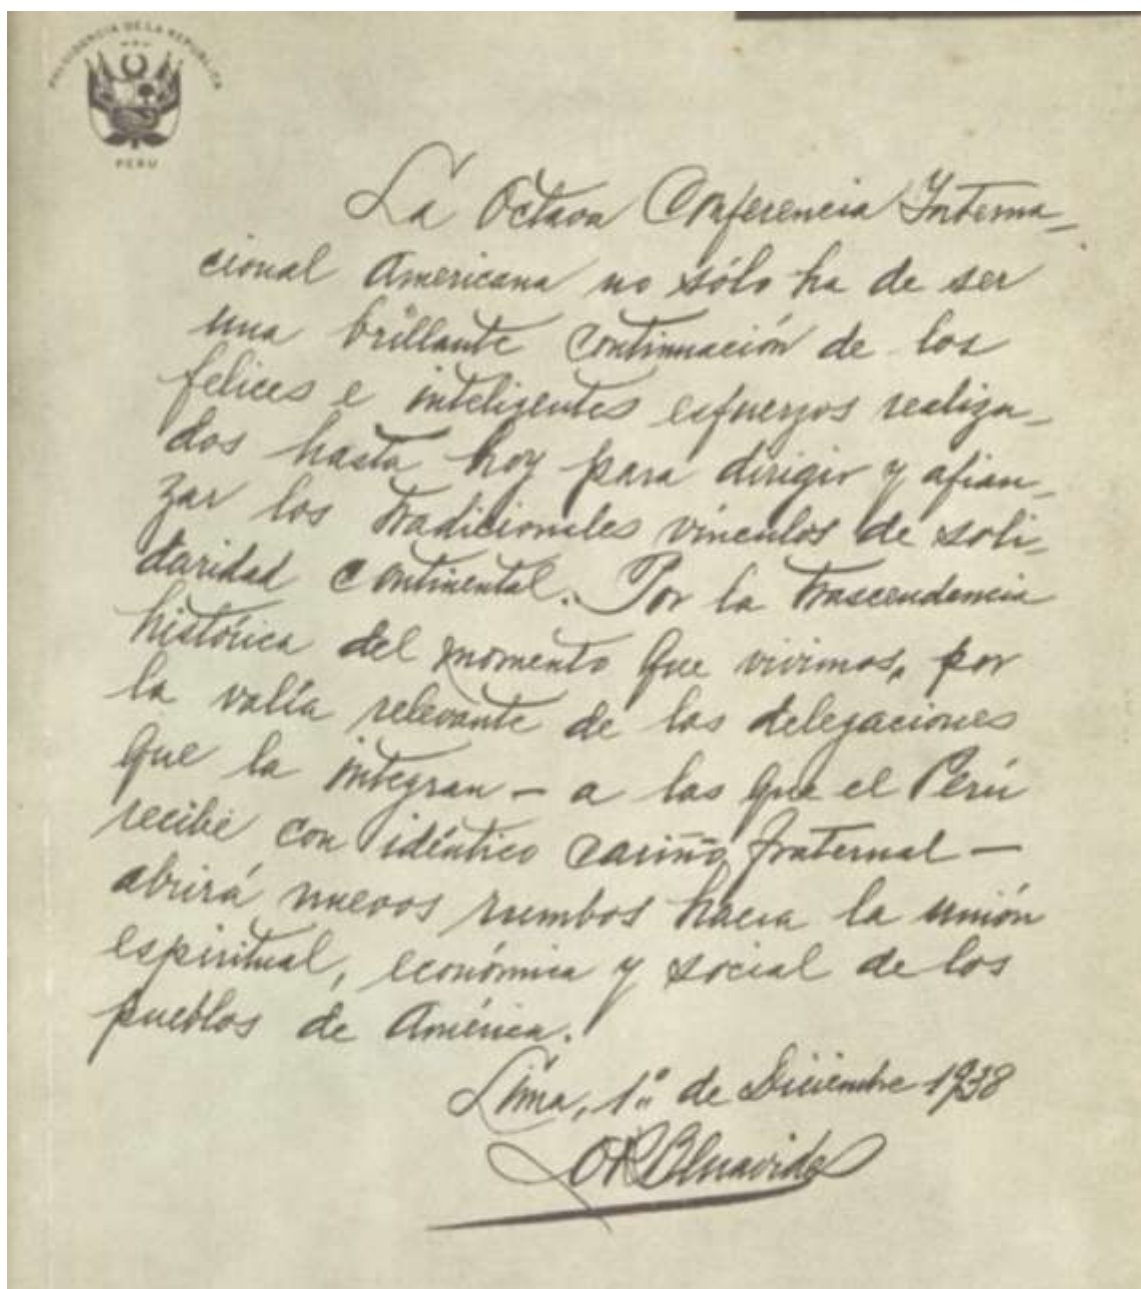 PRESIDENCIA DE LA REPUBLICA
PERU
La Octava Conferencia Interna-
cional Americana no sólo ha de ser
una brillante continuación de los
felices e inteligentes esfuerzos realiza-
dos hasta hoy para dirigir y afian-
zar los tradicionales vínculos de soli-
daridad continental. Por la trascendencia
histórica del momento que vivimos, por
la valía relevante de las delegaciones
que la integran — a las que el Perú
recibe con idéntico cariño fraternal —
abrirá nuevos rumbos hacia la unión
espiritual, económica y social de los
pueblos de América.
Lima, 1º de Diciembre 1938
OR Benavides